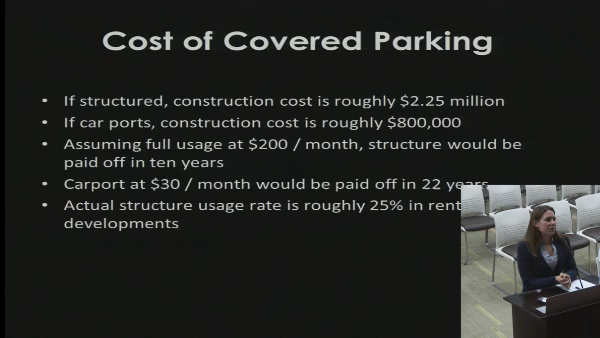 Cost of Covered Parking
• If structured, construction cost is roughly $2.25 million
• If car ports, construction cost is roughly $800,000
• Assuming full usage at $200 / month, structure would be
paid off in ten years
• Carport at $30 / month would be paid off in 22 years
• Actual structure usage rate is roughly 25% in
developments